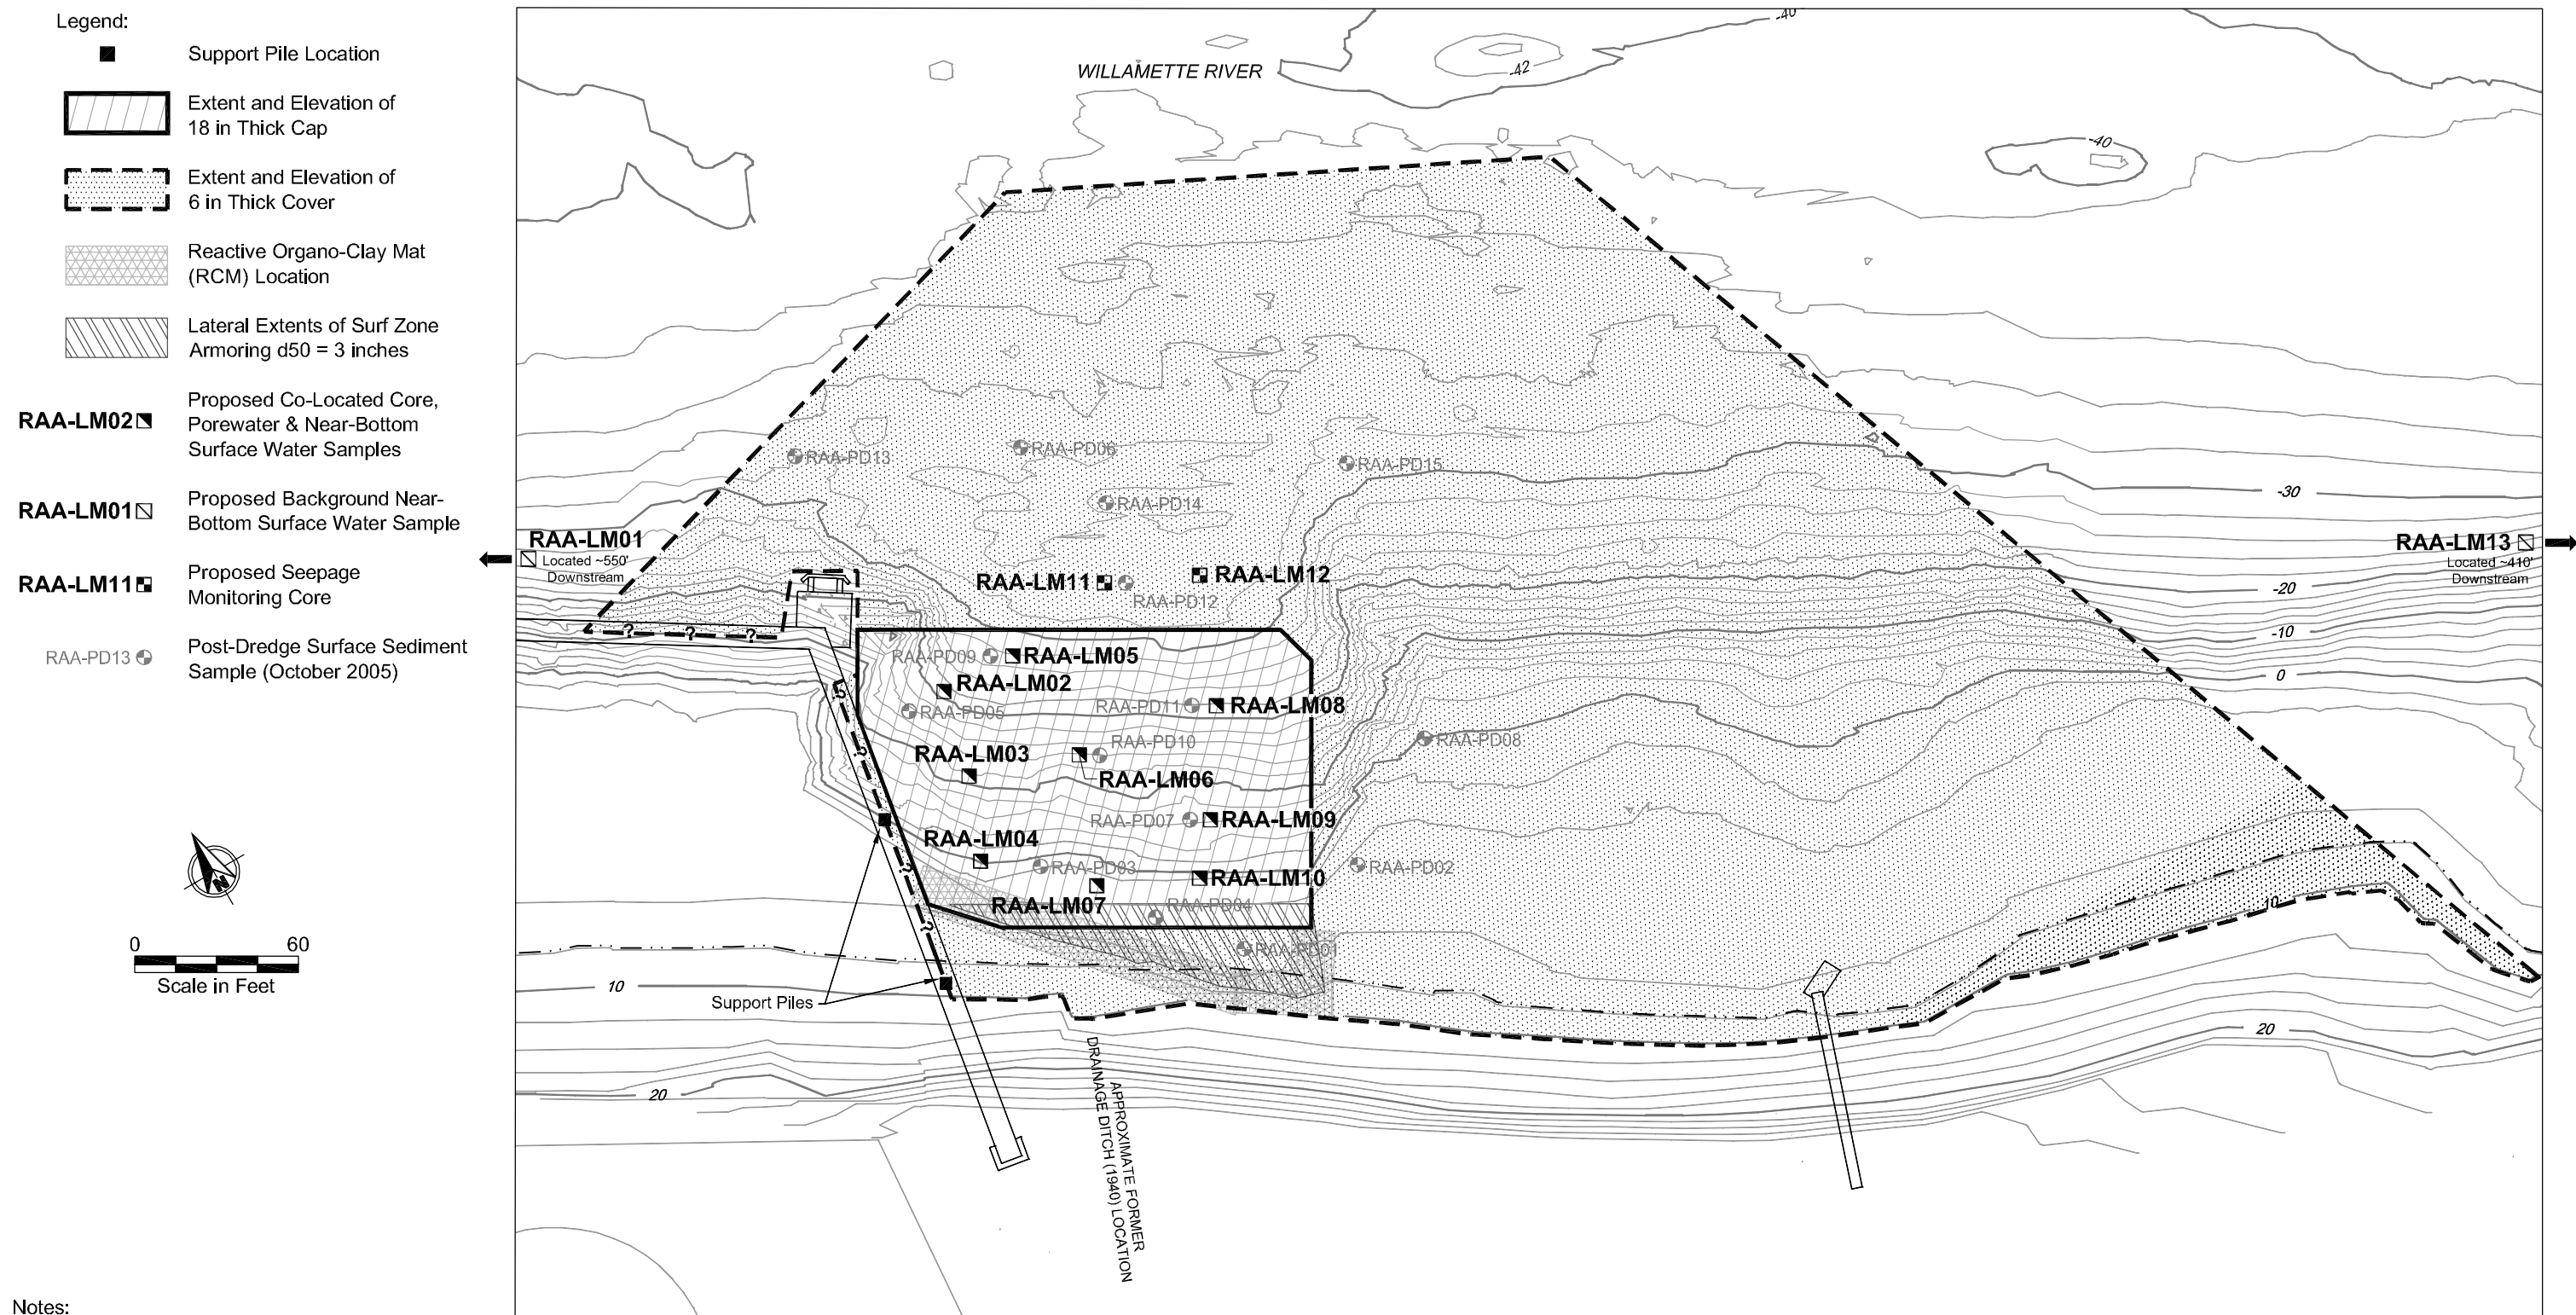 Legend:
Support Pile Location
Extent and Elevation of
18 in Thick Cap
Extent and Elevation of
6 in Thick Cover
Reactive Organo-Clay Mat
(RCM) Location
Lateral Extents of Surf Zone
Armoring d50 = 3 inches
RAA-LM02
Proposed Co-Located Core,
Porewater & Near-Bottom
Surface Water Samples
RAA-LM01
Proposed Background Near-
Bottom Surface Water Sample
RAA-LM11
Proposed Seepage
Monitoring Core
RAA-PD13
Post-Dredge Surface Sediment
Sample (October 2005)
N
0 60
Scale in Feet
Notes:
-40
WILLAMETTE RIVER
-42
-40
RAA-PD13
RAA-PD06
RAA-PD15
RAA-PD14
-30
RAA-LM01
Located ~550'
Downstream
RAA-LM13
Located ~410'
Downstream
RAA-LM11
RAA-LM12
RAA-PD12
-20
? ? ?
-10
RAA-PD09
RAA-LM05
0
RAA-LM02
RAA-PD05
RAA-PD11
RAA-LM08
RAA-PD10
RAA-PD08
?
RAA-LM03
RAA-LM06
RAA-PD07
RAA-LM09
RAA-LM04
?
RAA-PD03
RAA-PD02
RAA-LM10
RAA-LM07
RAA-PD04
10
?
RAA-PD01
10
Support Piles
20
20
APPROXIMATE FORMER
DRAINAGE DITCH (1940) LOCATION